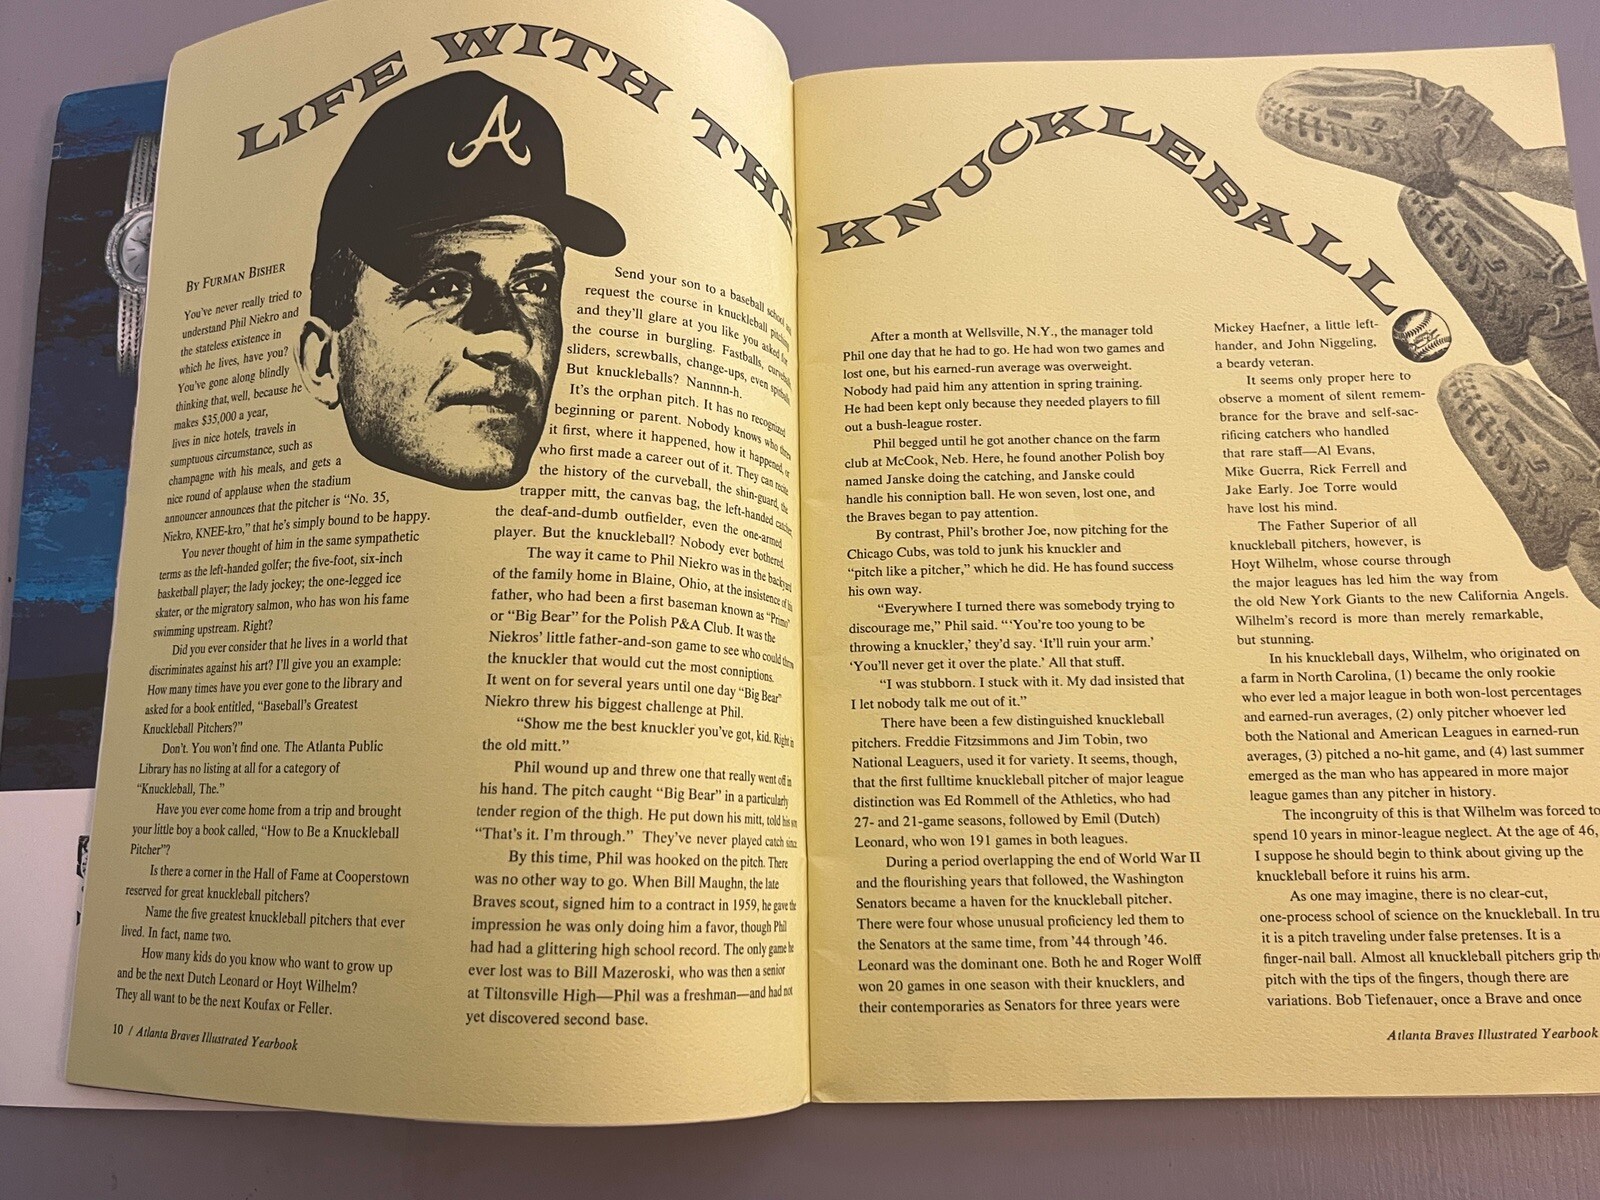 LIFE WITH THE
KNUCKLEBALL
A
BY FURMAN BISHER
You've never really tried to
understand Phil Niekro and
the stateless existence in
which he lives, have you?
You've gone along blindly
thinking that, well, because he
makes $35,000 a year,
lives in nice hotels, travels in
sumptuous circumstance, such as
champagne with his meals, and gets a
nice round of applause when the stadium
announcer announces that the pitcher is "No. 35,
Niekro, KNEE-kro," that he's simply bound to be happy.
You never thought of him in the same sympathetic
terms as the left-handed golfer; the five-foot, six-inch
basketball player; the lady jockey; the one-legged ice
skater, or the migratory salmon, who has won his fame
swimming upstream. Right?
Did you ever consider that he lives in a world that
discriminates against his art? I'll give you an example:
How many times have you ever gone to the library and
asked for a book entitled, "Baseball's Greatest
Knuckleball Pitchers?"
Don't. You won't find one. The Atlanta Public
Library has no listing at all for a category of
"Knuckleball, The."
Have you ever come home from a trip and brought
your little boy a book called, "How to Be a Knuckleball
Pitcher"?
Is there a corner in the Hall of Fame at Cooperstown
reserved for great knuckleball pitchers?
Name the five greatest knuckleball pitchers that ever
lived. In fact, name two.
How many kids do you know who want to grow up
and be the next Dutch Leonard or Hoyt Wilhelm?
They all want to be the next Koufax or Feller.
10 / Atlanta Braves Illustrated Yearbook
Send your son to a baseball school and
request the course in knuckleball pitching
and they'll glare at you like you asked for
the course in burgling. Fastballs, curveballs,
sliders, screwballs, change-ups, even spitballs.
But knuckleballs? Nannnn-h.
It's the orphan pitch. It has no recognized
beginning or parent. Nobody knows who threw
it first, where it happened, how it happened, or
who first made a career out of it. They can recite
the history of the curveball, the shin-guard, the
trapper mitt, the canvas bag, the left-handed catcher,
the deaf-and-dumb outfielder, even the one-armed
player. But the knuckleball? Nobody ever bothered.
The way it came to Phil Niekro was in the backyard
of the family home in Blaine, Ohio, at the insistence of his
father, who had been a first baseman known as "Primo"
or "Big Bear" for the Polish P&A Club. It was the
Niekros' little father-and-son game to see who could throw
the knuckler that would cut the most conniptions.
It went on for several years until one day "Big Bear"
Niekro threw his biggest challenge at Phil.
"Show me the best knuckler you've got, kid. Right in
the old mitt."
Phil wound up and threw one that really went off in
his hand. The pitch caught "Big Bear" in a particularly
tender region of the thigh. He put down his mitt, told his son
"That's it. I'm through." They've never played catch since.
By this time, Phil was hooked on the pitch. There
was no other way to go. When Bill Maughn, the late
Braves scout, signed him to a contract in 1959, he gave the
impression he was only doing him a favor, though Phil
had had a glittering high school record. The only game he
ever lost was to Bill Mazeroski, who was then a senior
at Tiltonsville High—Phil was a freshman—and had not
yet discovered second base.
After a month at Wellsville, N.Y., the manager told
Phil one day that he had to go. He had won two games and
lost one, but his earned-run average was overweight.
Nobody had paid him any attention in spring training.
He had been kept only because they needed players to fill
out a bush-league roster.
Phil begged until he got another chance on the farm
club at McCook, Neb. Here, he found another Polish boy
named Janske doing the catching, and Janske could
handle his conniption ball. He won seven, lost one, and
the Braves began to pay attention.
By contrast, Phil's brother Joe, now pitching for the
Chicago Cubs, was told to junk his knuckler and
"pitch like a pitcher," which he did. He has found success
his own way.
"Everywhere I turned there was somebody trying to
discourage me," Phil said. "'You're too young to be
throwing a knuckler,' they'd say. 'It'll ruin your arm.'
'You'll never get it over the plate.' All that stuff.
"I was stubborn. I stuck with it. My dad insisted that
I let nobody talk me out of it."
There have been a few distinguished knuckleball
pitchers. Freddie Fitzsimmons and Jim Tobin, two
National Leaguers, used it for variety. It seems, though,
that the first fulltime knuckleball pitcher of major league
distinction was Ed Rommell of the Athletics, who had
27- and 21-game seasons, followed by Emil (Dutch)
Leonard, who won 191 games in both leagues.
During a period overlapping the end of World War II
and the flourishing years that followed, the Washington
Senators became a haven for the knuckleball pitcher.
There were four whose unusual proficiency led them to
the Senators at the same time, from '44 through '46.
Leonard was the dominant one. Both he and Roger Wolff
won 20 games in one season with their knucklers, and
their contemporaries as Senators for three years were
Mickey Haefner, a little left-
hander, and John Niggeling,
a beardy veteran.
It seems only proper here to
observe a moment of silent remem-
brance for the brave and self-sac-
rificing catchers who handled
that rare staff—Al Evans,
Mike Guerra, Rick Ferrell and
Jake Early. Joe Torre would
have lost his mind.
The Father Superior of all
knuckleball pitchers, however, is
Hoyt Wilhelm, whose course through
the major leagues has led him the way from
the old New York Giants to the new California Angels.
Wilhelm's record is more than merely remarkable,
but stunning.
In his knuckleball days, Wilhelm, who originated on
a farm in North Carolina, (1) became the only rookie
who ever led a major league in both won-lost percentages
and earned-run averages, (2) only pitcher whoever led
both the National and American Leagues in earned-run
averages, (3) pitched a no-hit game, and (4) last summer
emerged as the man who has appeared in more major
league games than any pitcher in history.
The incongruity of this is that Wilhelm was forced to
spend 10 years in minor-league neglect. At the age of 46,
I suppose he should begin to think about giving up the
knuckleball before it ruins his arm.
As one may imagine, there is no clear-cut,
one-process school of science on the knuckleball. In tru
it is a pitch traveling under false pretenses. It is a
finger-nail ball. Almost all knuckleball pitchers grip the
pitch with the tips of the fingers, though there are
variations. Bob Tiefenauer, once a Brave and once
Atlanta Braves Illustrated Yearbook